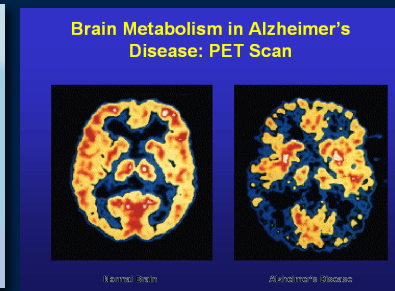 Brain Metabolism in Alzheimer's
Disease: PET Scan
Normal Brain
Alzheimer's Disease